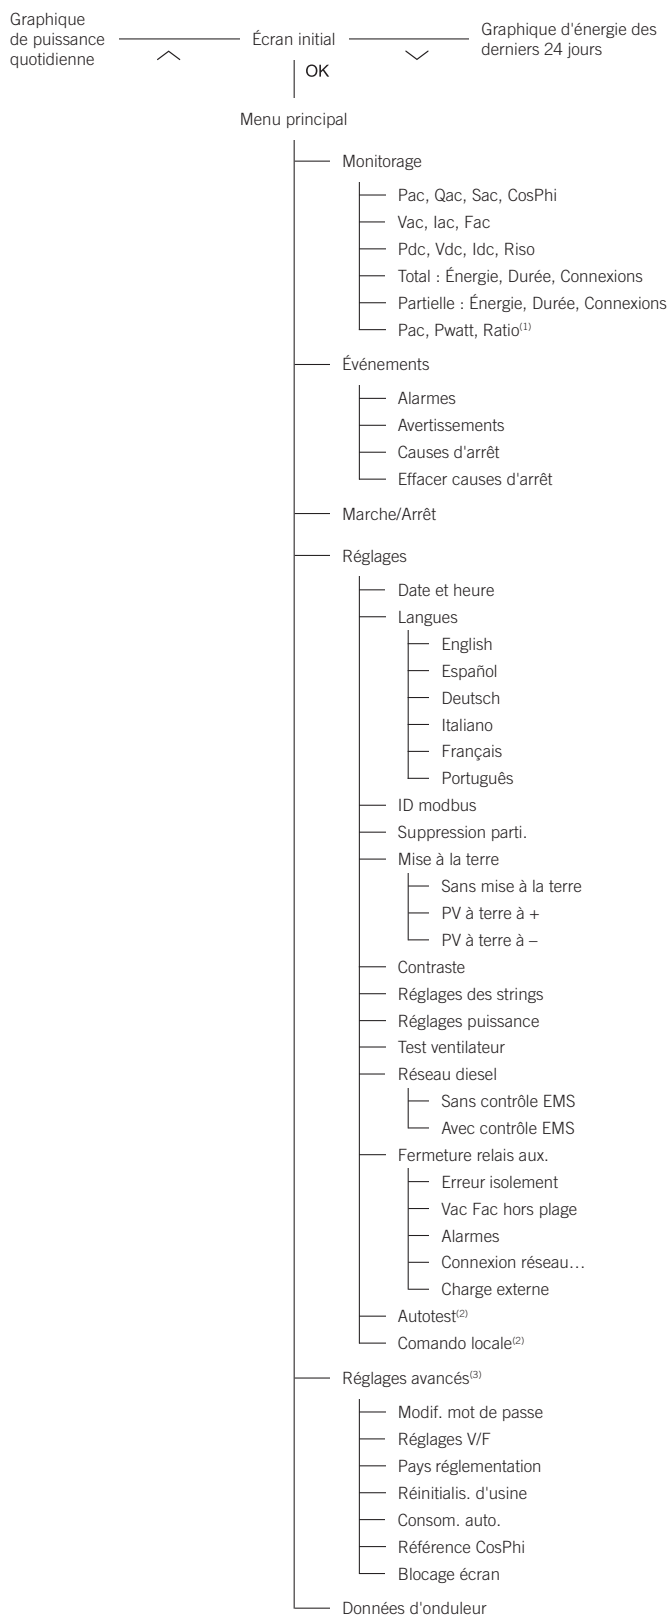 Graphique
de puissance
quotidienne
Écran initial
Graphique d'énergie des
derniers 24 jours
OK
Menu principal
Monitorage
Pac, Qac, Sac, CosPhi
Vac, Iac, Fac
Pdc, Vdc, Idc, Riso
Total : Énergie, Durée, Connexions
Partielle : Énergie, Durée, Connexions
Pac, Pwatt, Ratio(1)
Événements
Alarmes
Avertissements
Causes d'arrêt
Effacer causes d'arrêt
Marche/Arrêt
Réglages
Date et heure
Langues
English
Español
Deutsch
Italiano
Français
Português
ID modbus
Suppression parti.
Mise à la terre
Sans mise à la terre
PV à terre à +
PV à terre à –
Contraste
Réglages des strings
Réglages puissance
Test ventilateur
Réseau diesel
Sans contrôle EMS
Avec contrôle EMS
Fermeture relais aux.
Erreur isolement
Vac Fac hors plage
Alarmes
Connexion réseau…
Charge externe
Autotest(2)
Comando locale(2)
Réglages avancés(3)
Modif. mot de passe
Réglages V/F
Pays réglementation
Réinitialis. d'usine
Consom. auto.
Référence CosPhi
Blocage écran
Données d'onduleur